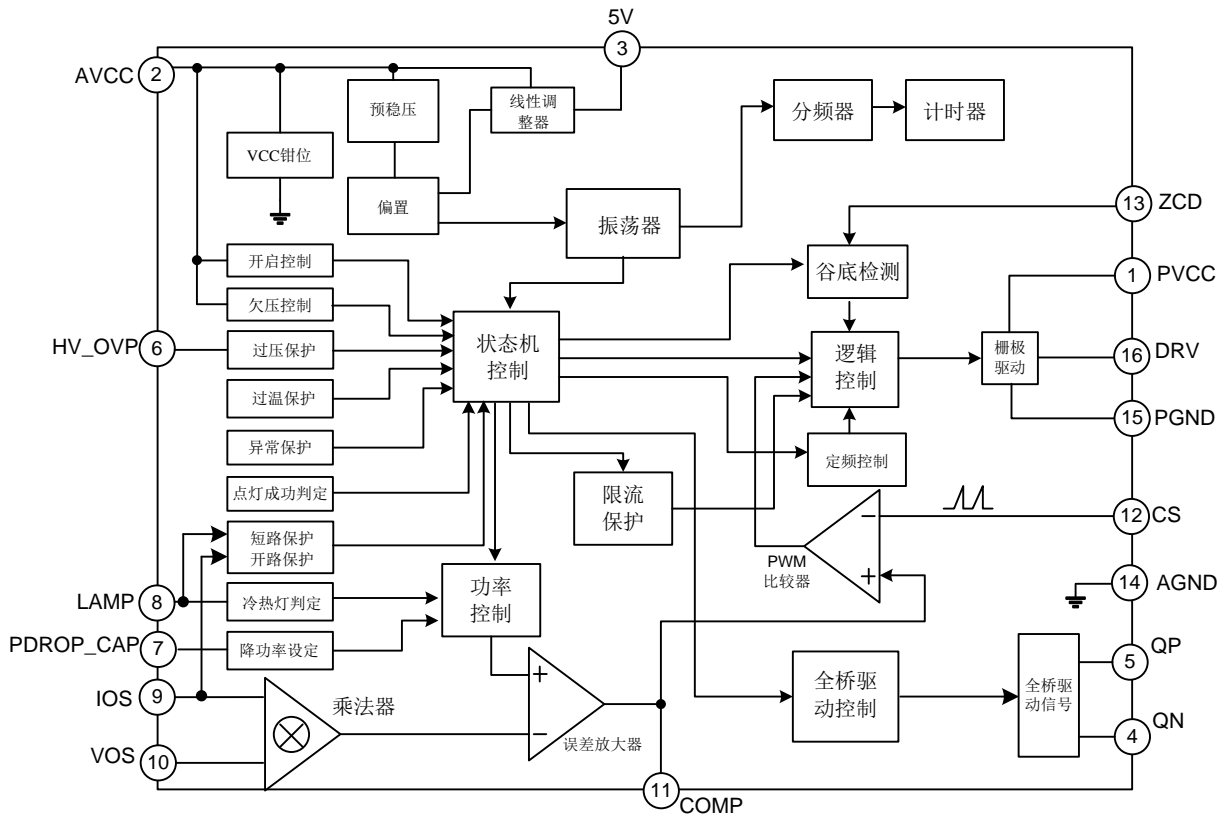 5V
3
AVCC
2
预稳压
线性调
整器
分频器
计时器
VCC钳位
偏置
振荡器
13
ZCD
开启控制
谷底检测
1
PVCC
欠压控制
HV_OVP
6
过压保护
状态机
控制
逻辑
控制
栅极
驱动
16
DRV
过温保护
15
PGND
异常保护
定频控制
点灯成功判定
限流
保护
12
CS
短路保护
开路保护
PWM
比较器
−
+
14
AGND
LAMP
8
冷热灯判定
功率
控制
PDROP_CAP
7
降功率设定
QP
5
IOS
9
乘法器
+
−
误差放大器
全桥驱
动控制
全桥驱
动信号
QN
4
VOS
10
11
COMP